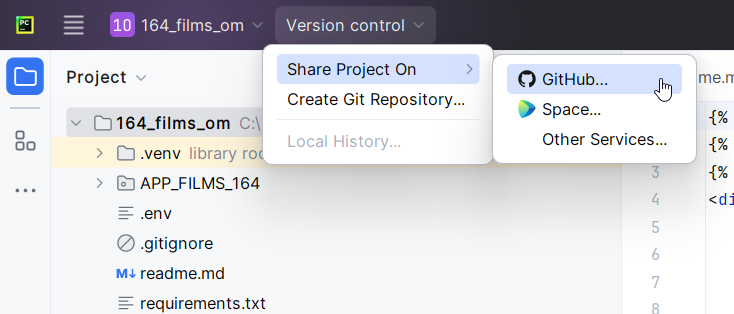 PC
10 164_films_om Version control
Project
Share Project On
GitHub...
Create Git Repository...
Space...
Local History...
Other Services...
me.m
164_films_om C:\
.venv library roo
APP_FILMS_164
.env
.gitignore
M↓ readme.md
requirements.txt
{%
{%
3 {%
4 <di
5
6
7
8